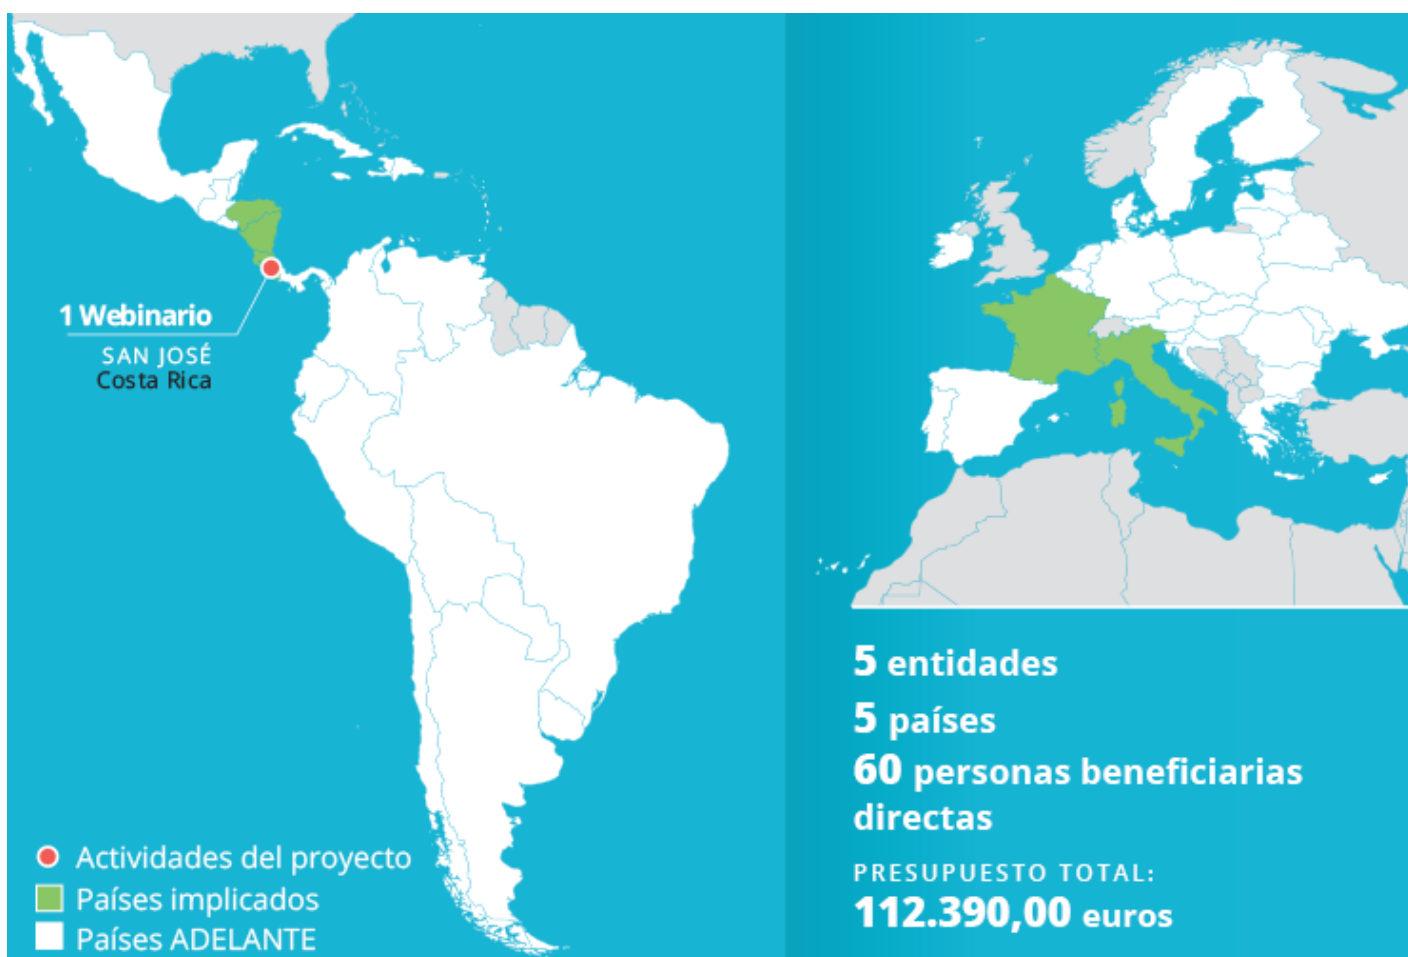 1 Webinario
SAN JOSÉ
Costa Rica
Actividades del proyecto
Países implicados
Países ADELANTE
5 entidades
5 países
60 personas beneficiarias
directas
PRESUPUESTO TOTAL:
112.390,00 euros